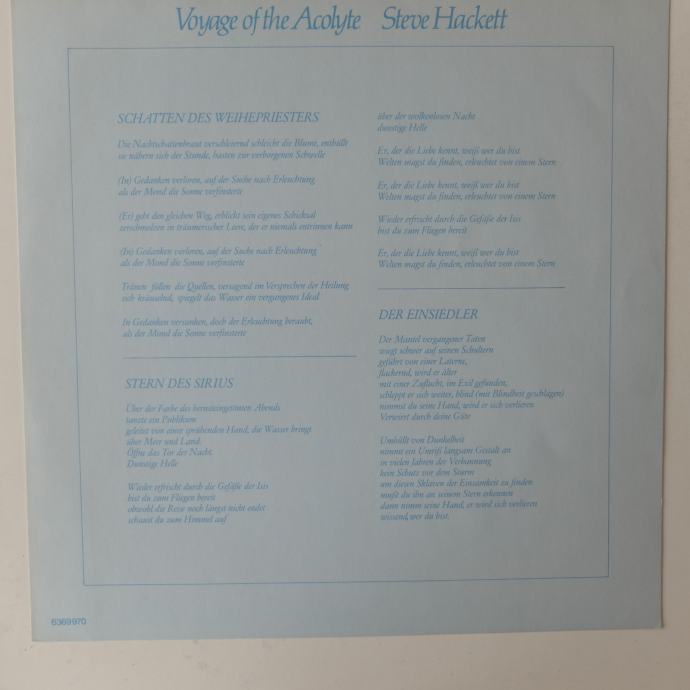 Voyage of the Acolyte Steve Hackett
SCHATTEN DES WEIHEPRIESTERS
Die Nachtschattenbraut verschleiernd schleicht die Blume, enthüllt
sie nähern sich der Stunde, hasten zur verborgenen Schwelle
(In) Gedanken verloren, auf der Suche nach Erleuchtung
als der Mond die Sonne verfinsterte
(Er) geht den gleichen Weg, erblickt sein eigenes Schicksal
verschmolzen in träumerischer Leere, der er niemals entrinnen kann
(In) Gedanken verloren, auf der Suche nach Erleuchtung
als der Mond die Sonne verfinsterte
Tränen füllen die Quellen, versagend im Versprechen der Heilung
sich kräuselnd, spiegelt das Wasser ein vergangenes Ideal
In Gedanken versunken, doch der Erleuchtung beraubt,
als der Mond die Sonne verfinsterte
STERN DES SIRIUS
Über der Farbe des bernsteingetönten Abends
tanzte ein Publikum
geleitet von einer sprühenden Hand, die Wasser bringt
über Meer und Land.
Öffne das Tor der Nacht.
Dunstige Helle
Wieder erfrischt durch die Gefäße der Isis
bist du zum Fliegen bereit
obwohl die Reise noch längst nicht endet
schaust du zum Himmel auf
über der wolkenlosen Nacht
dunstige Helle
Er, der die Liebe kennt, weiß wer du bist
Welten magst du finden, erleuchtet von einem Stern
Er, der die Liebe kennt, weiß wer du bist
Welten magst du finden, erleuchtet von einem Stern
Wieder erfrischt durch die Gefäße der Isis
bist du zum Fliegen bereit
Er, der die Liebe kennt, weiß wer du bist
Welten magst du finden, erleuchtet von einem Stern
DER EINSIEDLER
Der Mantel vergangener Taten
wiegt schwer auf seinen Schultern
geführt von einer Laterne,
flackernd, wird er älter
mit einer Zuflucht, im Exil gefunden,
schleppt er sich weiter, blind (mit Blindheit geschlagen)
nimmst du seine Hand, wird er sich verlieren
Verwirrt durch deine Güte
Umhüllt von Dunkelheit
nimmt ein Umriß langsam Gestalt an
in vielen Jahren der Verbannung
kein Schutz vor dem Sturm
um diesen Sklaven der Einsamkeit zu finden
mußt du ihn an seinem Stern erkennen
dann nimm seine Hand, er wird sich verlieren
wissend, wer du bist.
6369970